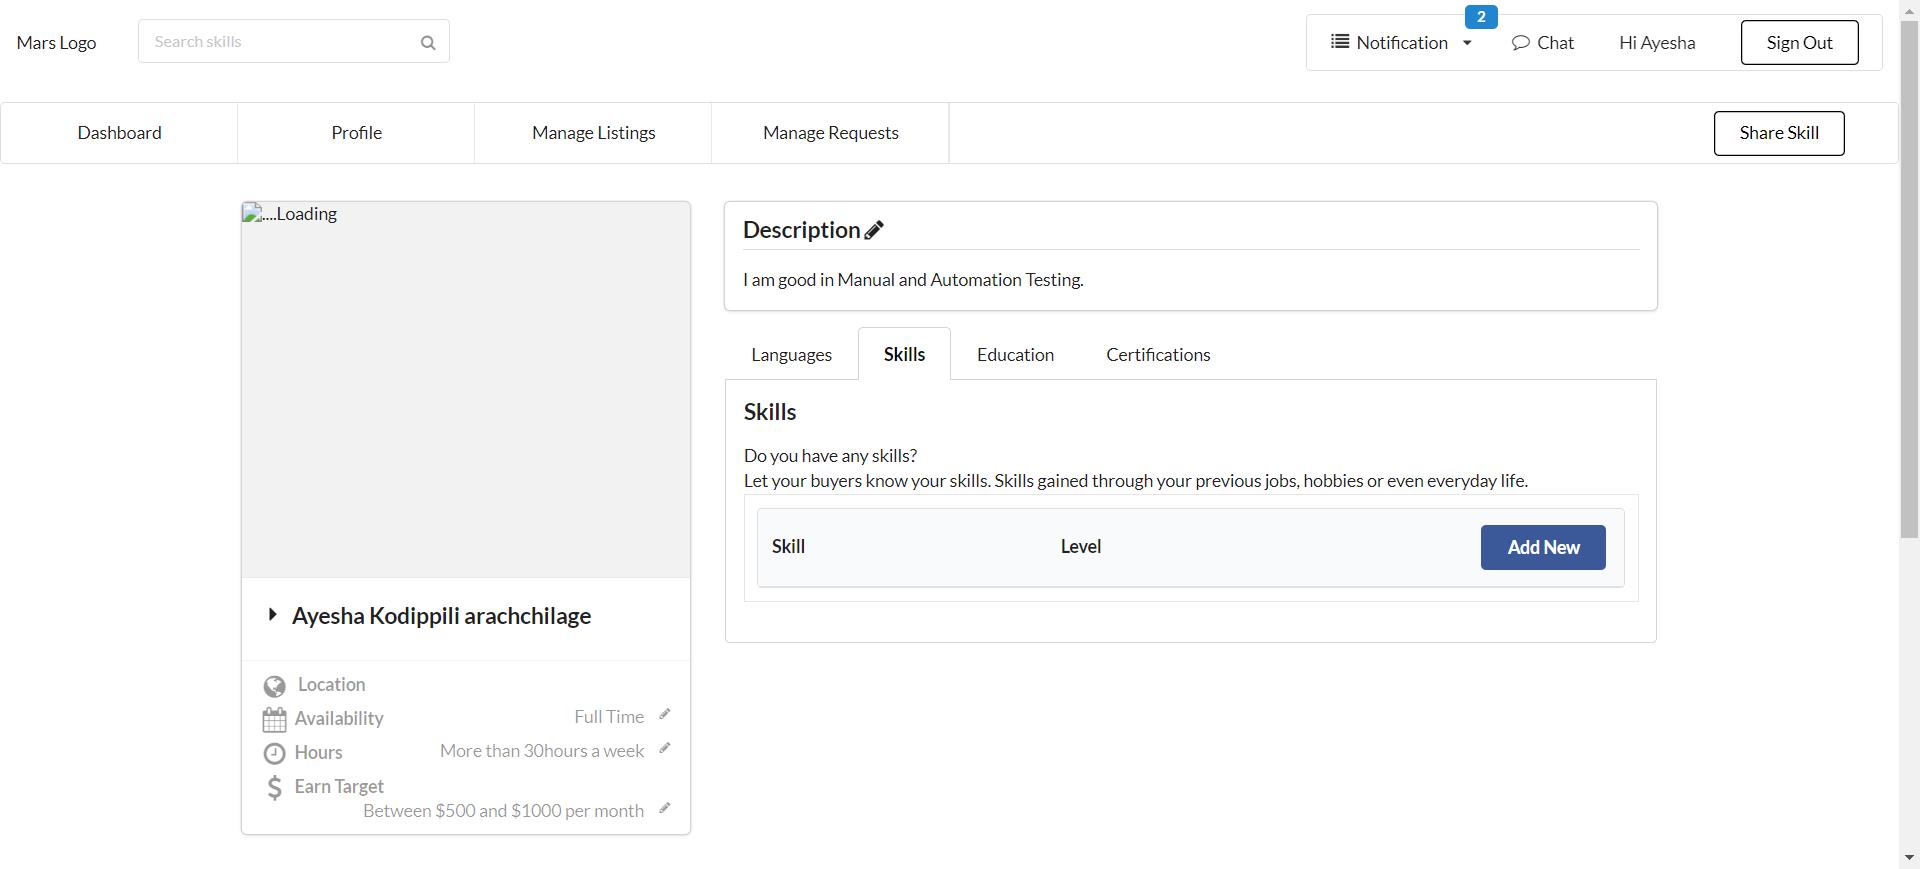 Mars Logo
Search skills
2
Notification
Chat
Hi Ayesha
Sign Out
Dashboard
Profile
Manage Listings
Manage Requests
Share Skill
....Loading
Ayesha Kodippili arachchilage
Location
Availability
Full Time
Hours
More than 30hours a week
Earn Target
Between $500 and $1000 per month
Description
I am good in Manual and Automation Testing.
Languages
Skills
Education
Certifications
Skills
Do you have any skills?
Let your buyers know your skills. Skills gained through your previous jobs, hobbies or even everyday life.
Skill
Level
Add New